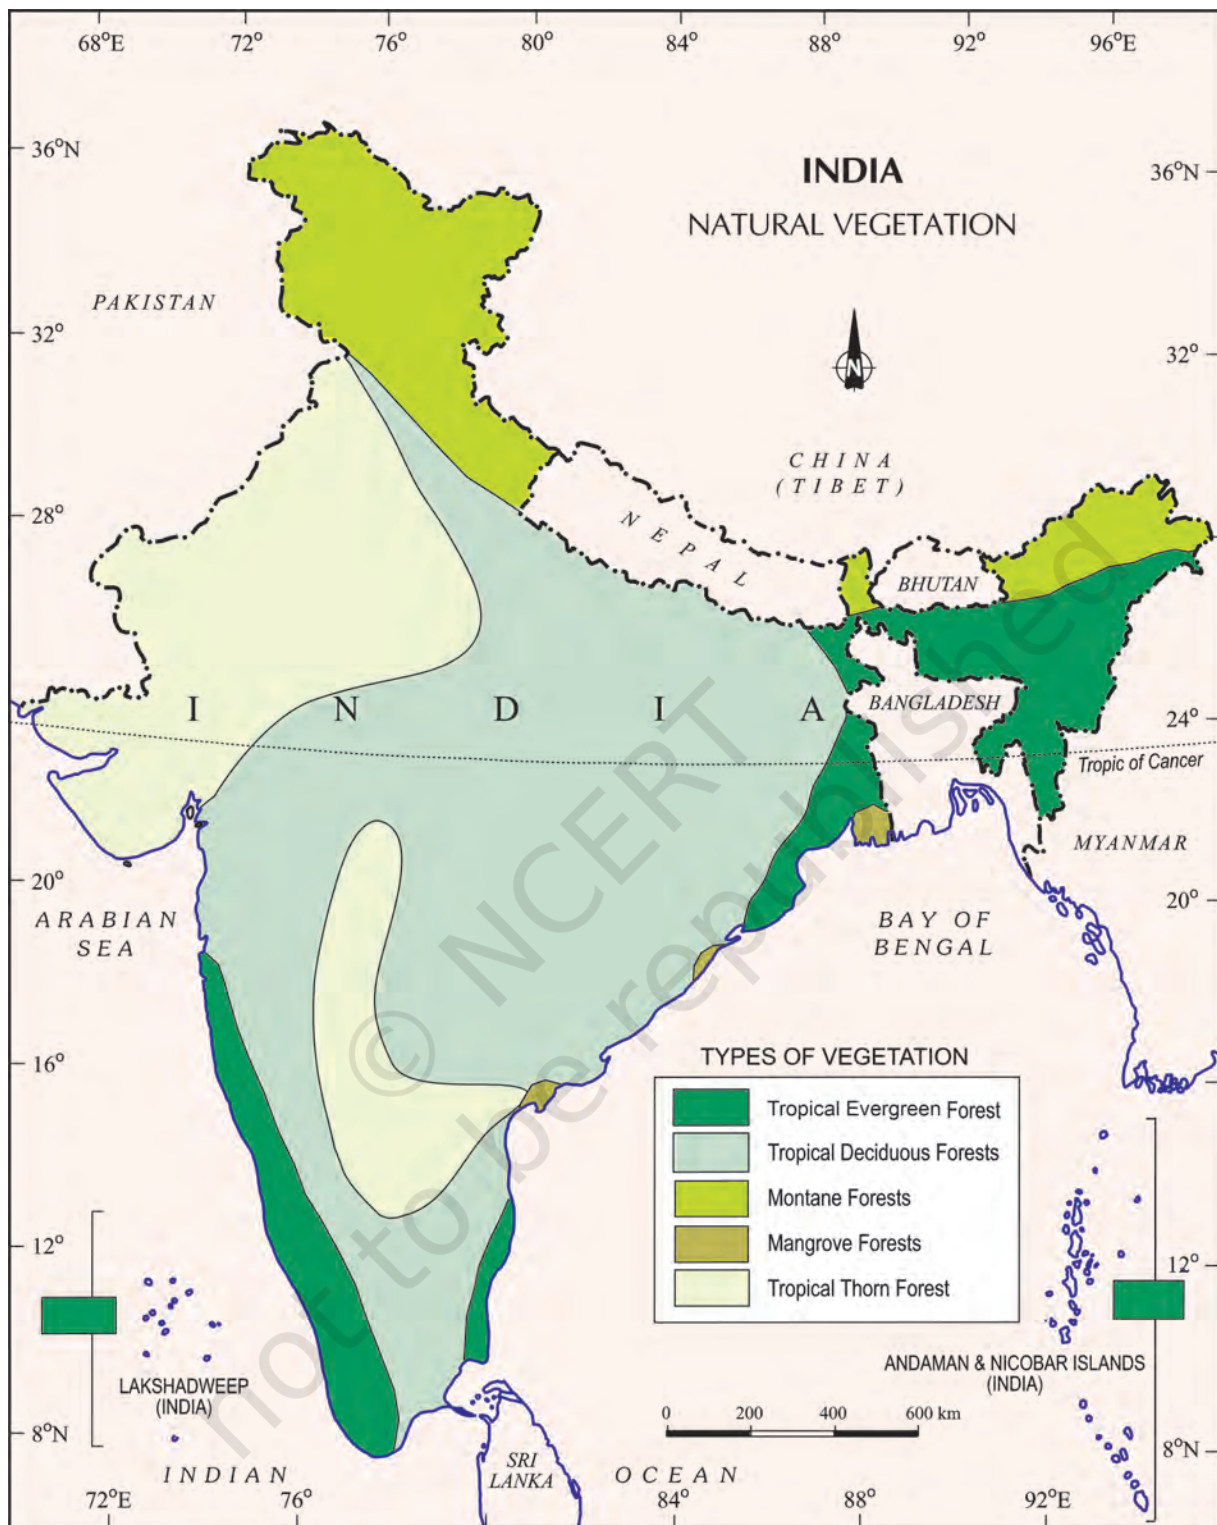 68°E 72° 76° 80° 84° 88° 92° 96°E
36°N
INDIA
36°N
NATURAL VEGETATION
PAKISTAN
32°
32°
N
CHINA
(TIBET)
28°
NEPAL
BHUTAN
I N D I A
BANGLADESH
24°
Tropic of Cancer
MYANMAR
20°
20°
ARABIAN
SEA
BAY OF
BENGAL
© NCERT
not to be republished
16°
TYPES OF VEGETATION
Tropical Evergreen Forest
Tropical Deciduous Forests
Montane Forests
Mangrove Forests
Tropical Thorn Forest
12°
12°
LAKSHADWEEP
(INDIA)
ANDAMAN & NICOBAR ISLANDS
(INDIA)
0 200 400 600 km
8°N
8°N
SRI
LANKA
INDIAN OCEAN
72°E 76° 84° 88° 92°E